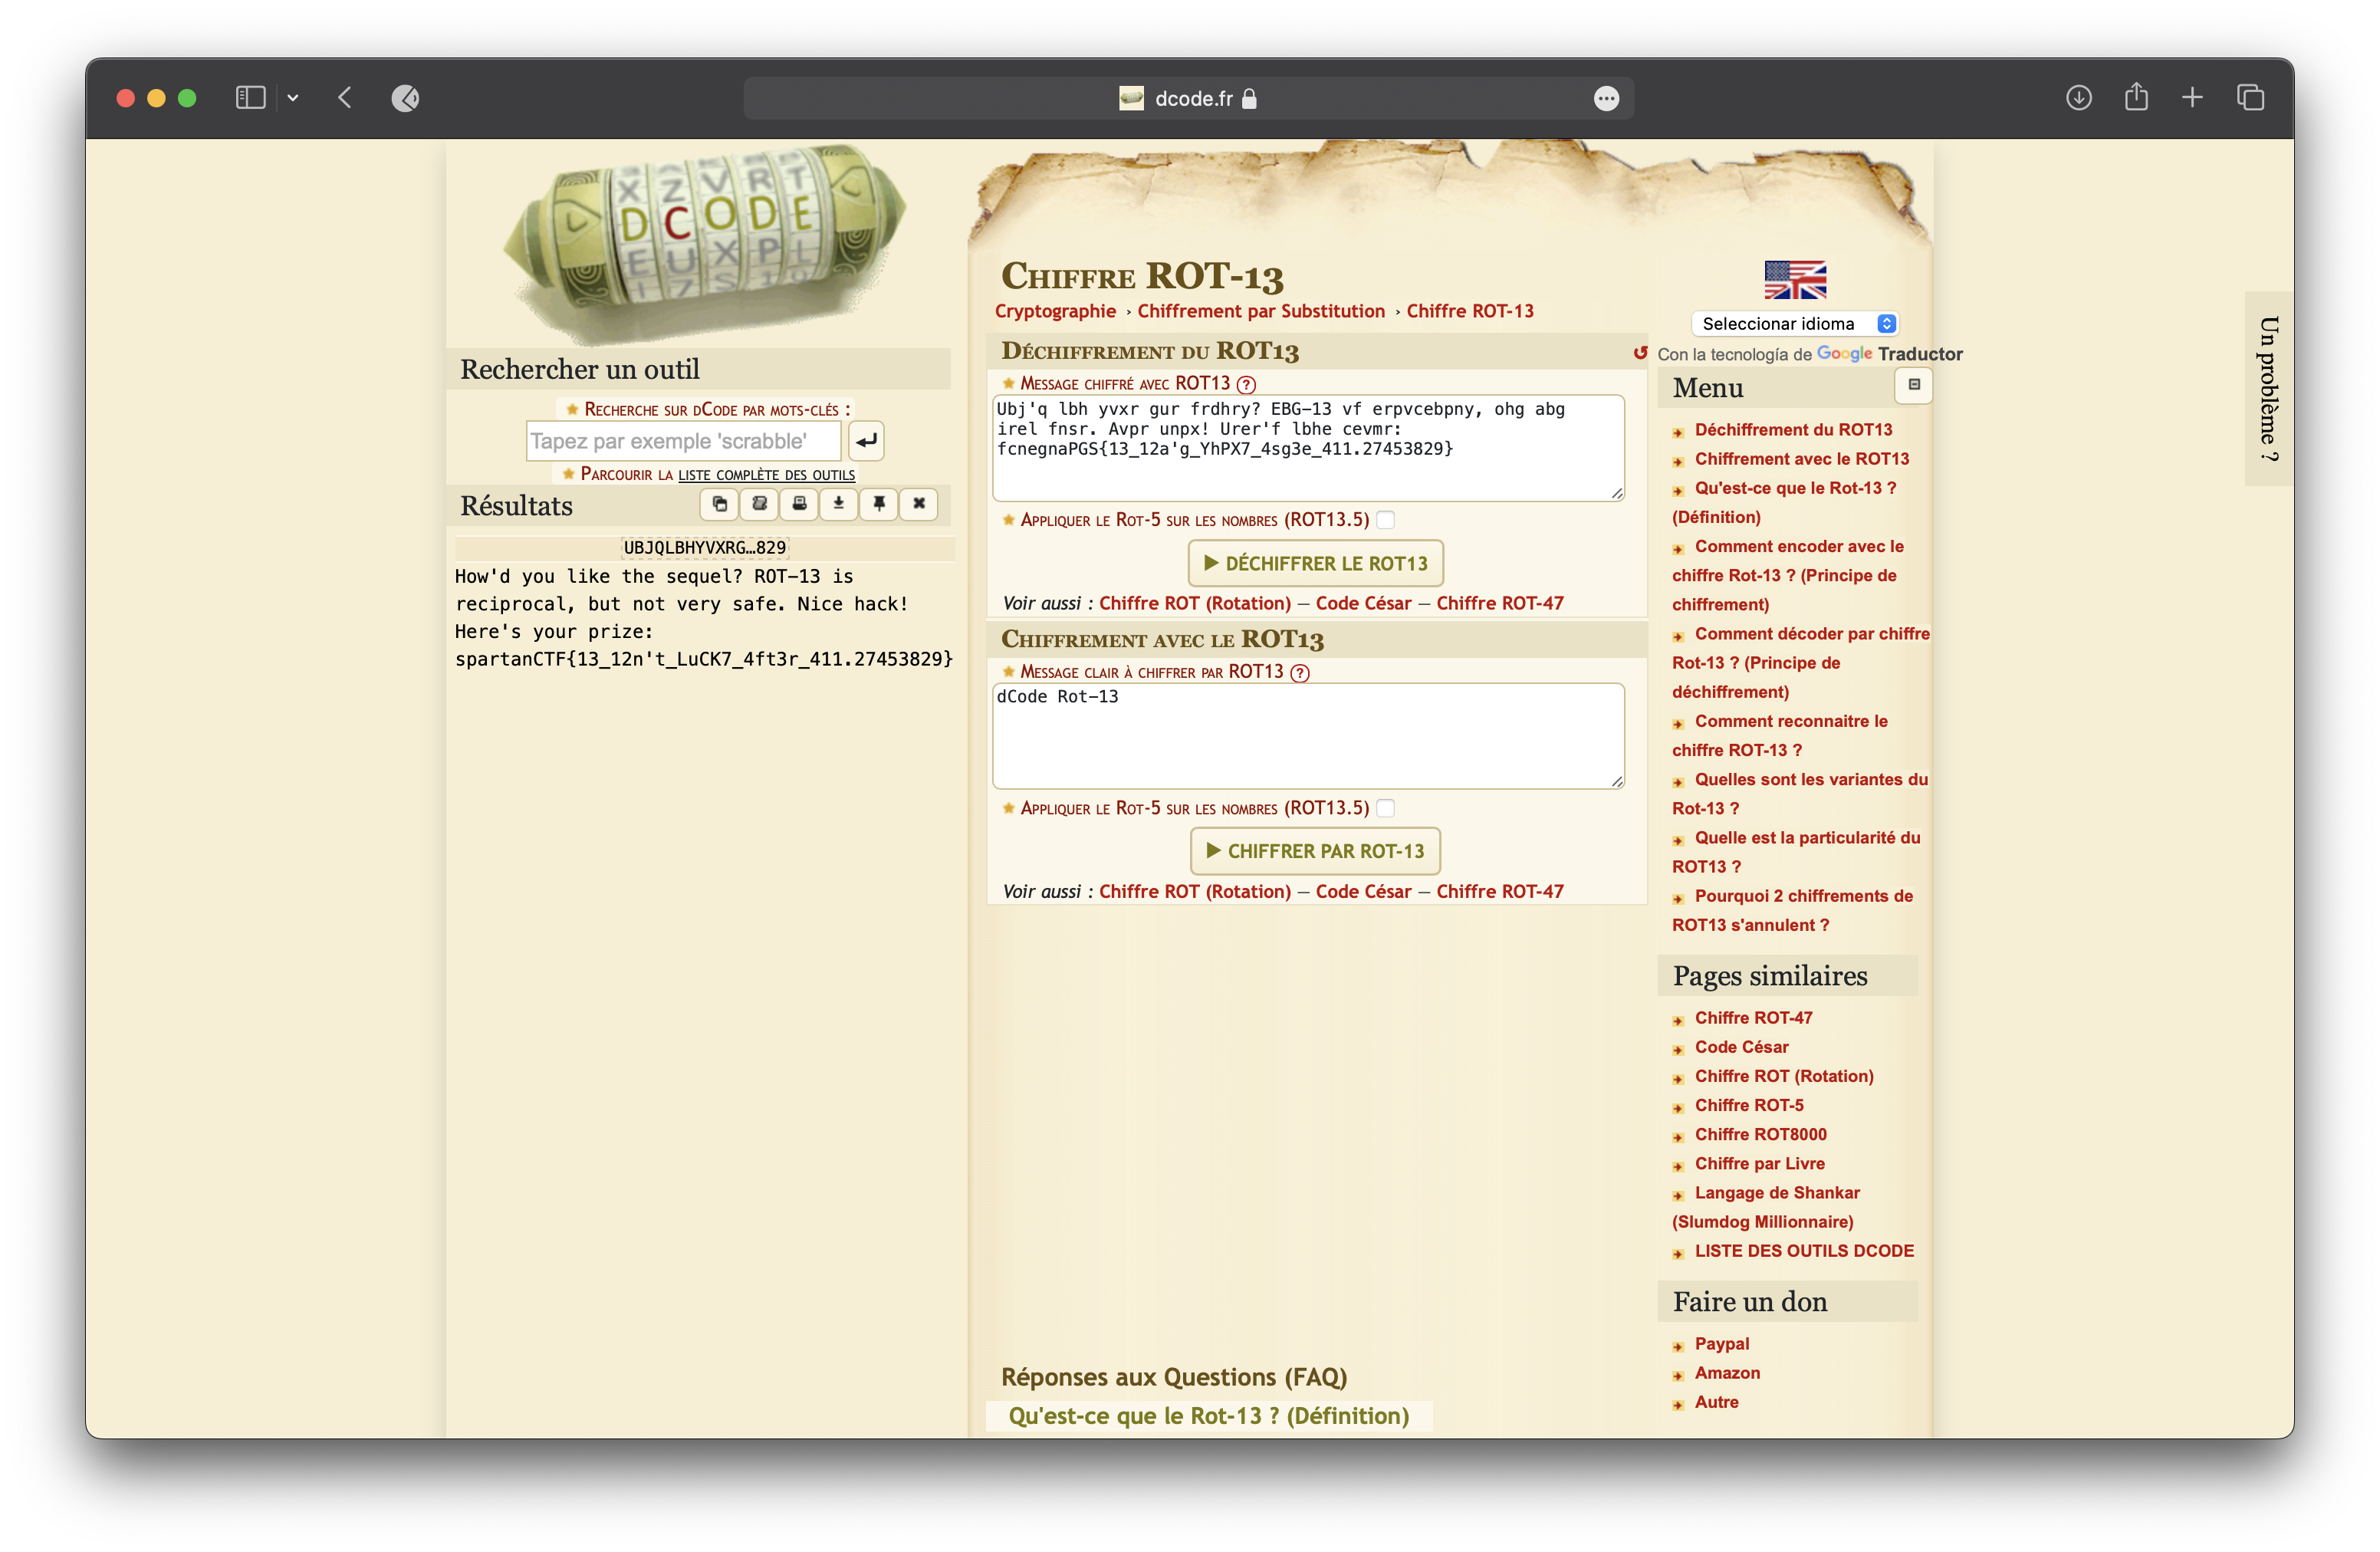 dcode.fr
X Z V R T
DCODE
E U X P L
Rechercher un outil
Recherche sur dCode par mots-clés :
Tapez par exemple 'scrabble'
Parcourir la liste complète des outils
Résultats
UBJQLBHYVXRG…829
How'd you like the sequel? ROT-13 is
reciprocal, but not very safe. Nice hack!
Here's your prize:
spartanCTF{13_12n't_LuCK7_4ft3r_411.27453829}
Chiffre ROT-13
Cryptographie › Chiffrement par Substitution › Chiffre ROT-13
Déchiffrement du ROT13
Message chiffré avec ROT13 ?
Ubj'q lbh yvxr gur frdhry? EBG-13 vf erpvcebpny, ohg abg
irel fnsr. Avpr unpx! Urer'f lbhe cevmr:
fcnegnaPGS{13_12a'g_YhPX7_4sg3e_411.27453829}
Appliquer le Rot-5 sur les nombres (ROT13.5)
▶ DÉCHIFFRER LE ROT13
Voir aussi : Chiffre ROT (Rotation) — Code César — Chiffre ROT-47
Chiffrement avec le ROT13
Message clair à chiffrer par ROT13 ?
dCode Rot-13
Appliquer le Rot-5 sur les nombres (ROT13.5)
▶ CHIFFRER PAR ROT-13
Voir aussi : Chiffre ROT (Rotation) — Code César — Chiffre ROT-47
Réponses aux Questions (FAQ)
Qu'est-ce que le Rot-13 ? (Définition)
Seleccionar idioma
Con la tecnología de Google Traductor
Menu
Déchiffrement du ROT13
Chiffrement avec le ROT13
Qu'est-ce que le Rot-13 ?
(Définition)
Comment encoder avec le
chiffre Rot-13 ? (Principe de
chiffrement)
Comment décoder par chiffre
Rot-13 ? (Principe de
déchiffrement)
Comment reconnaitre le
chiffre ROT-13 ?
Quelles sont les variantes du
Rot-13 ?
Quelle est la particularité du
ROT13 ?
Pourquoi 2 chiffrements de
ROT13 s'annulent ?
Pages similaires
Chiffre ROT-47
Code César
Chiffre ROT (Rotation)
Chiffre ROT-5
Chiffre ROT8000
Chiffre par Livre
Langage de Shankar
(Slumdog Millionnaire)
LISTE DES OUTILS DCODE
Faire un don
Paypal
Amazon
Autre
Un problème ?